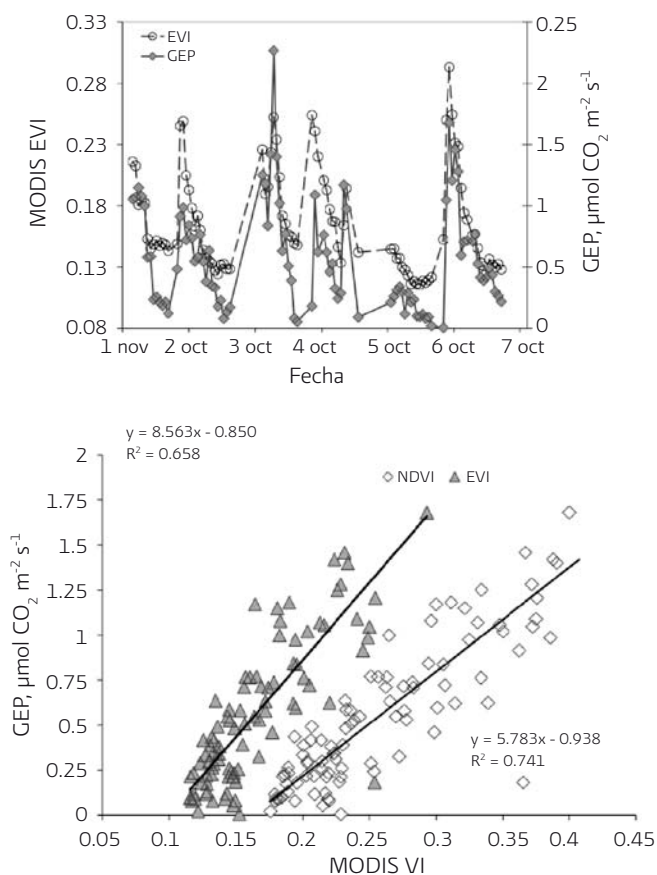 EVI
GEP
0.33
0.28
0.23
0.18
0.13
0.08
MODIS EVI
0.25
2
1.5
1
0.5
0
GEP, µmol CO2 m-2 s-1
1 nov
2 oct
3 oct
4 oct
5 oct
6 oct
7 oct
Fecha
y = 8.563x - 0.850
R2 = 0.658
NDVI
EVI
2
1.75
1.5
1.25
1
0.75
0.5
0.25
0
GEP, µmol CO2 m-2 s-1
y = 5.783x - 0.938
R2 = 0.741
0.05
0.1
0.15
0.2
0.25
0.3
0.35
0.4
0.45
MODIS VI